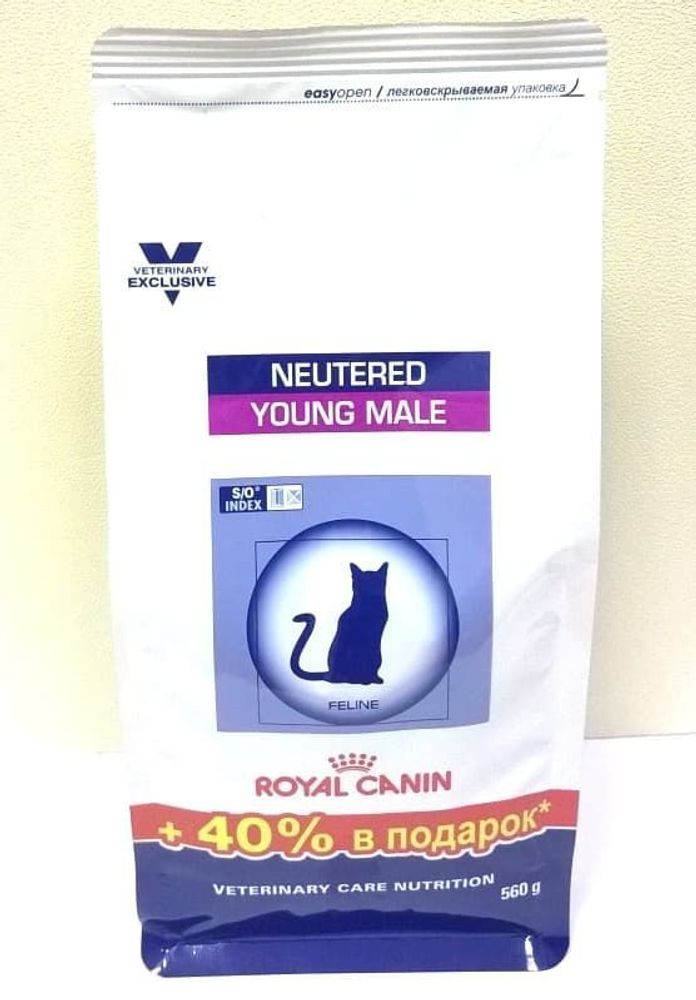 easyopen / легковскрываемая упаковка
VETERINARY
EXCLUSIVE
NEUTERED
YOUNG MALE
S/O®
INDEX
FELINE
ROYAL CANIN
+ 40% в подарок*
VETERINARY CARE NUTRITION 560 g